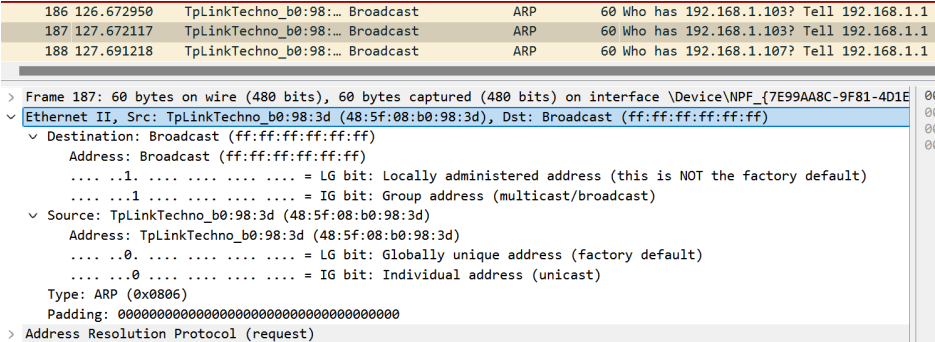 186 126.672950 TpLinkTechno_b0:98:… Broadcast ARP 60 Who has 192.168.1.103? Tell 192.168.1.1
187 127.672117 TpLinkTechno_b0:98:… Broadcast ARP 60 Who has 192.168.1.103? Tell 192.168.1.1
188 127.691218 TpLinkTechno_b0:98:… Broadcast ARP 60 Who has 192.168.1.107? Tell 192.168.1.1
Frame 187: 60 bytes on wire (480 bits), 60 bytes captured (480 bits) on interface \Device\NPF_{7E99AA8C-9F81-4D1E
Ethernet II, Src: TpLinkTechno_b0:98:3d (48:5f:08:b0:98:3d), Dst: Broadcast (ff:ff:ff:ff:ff:ff)
Destination: Broadcast (ff:ff:ff:ff:ff:ff)
Address: Broadcast (ff:ff:ff:ff:ff:ff)
.... ..1. .... .... .... .... = LG bit: Locally administered address (this is NOT the factory default)
.... ...1 .... .... .... .... = IG bit: Group address (multicast/broadcast)
Source: TpLinkTechno_b0:98:3d (48:5f:08:b0:98:3d)
Address: TpLinkTechno_b0:98:3d (48:5f:08:b0:98:3d)
.... ..0. .... .... .... .... = LG bit: Globally unique address (factory default)
.... ...0 .... .... .... .... = IG bit: Individual address (unicast)
Type: ARP (0x0806)
Padding: 000000000000000000000000000000000000
Address Resolution Protocol (request)